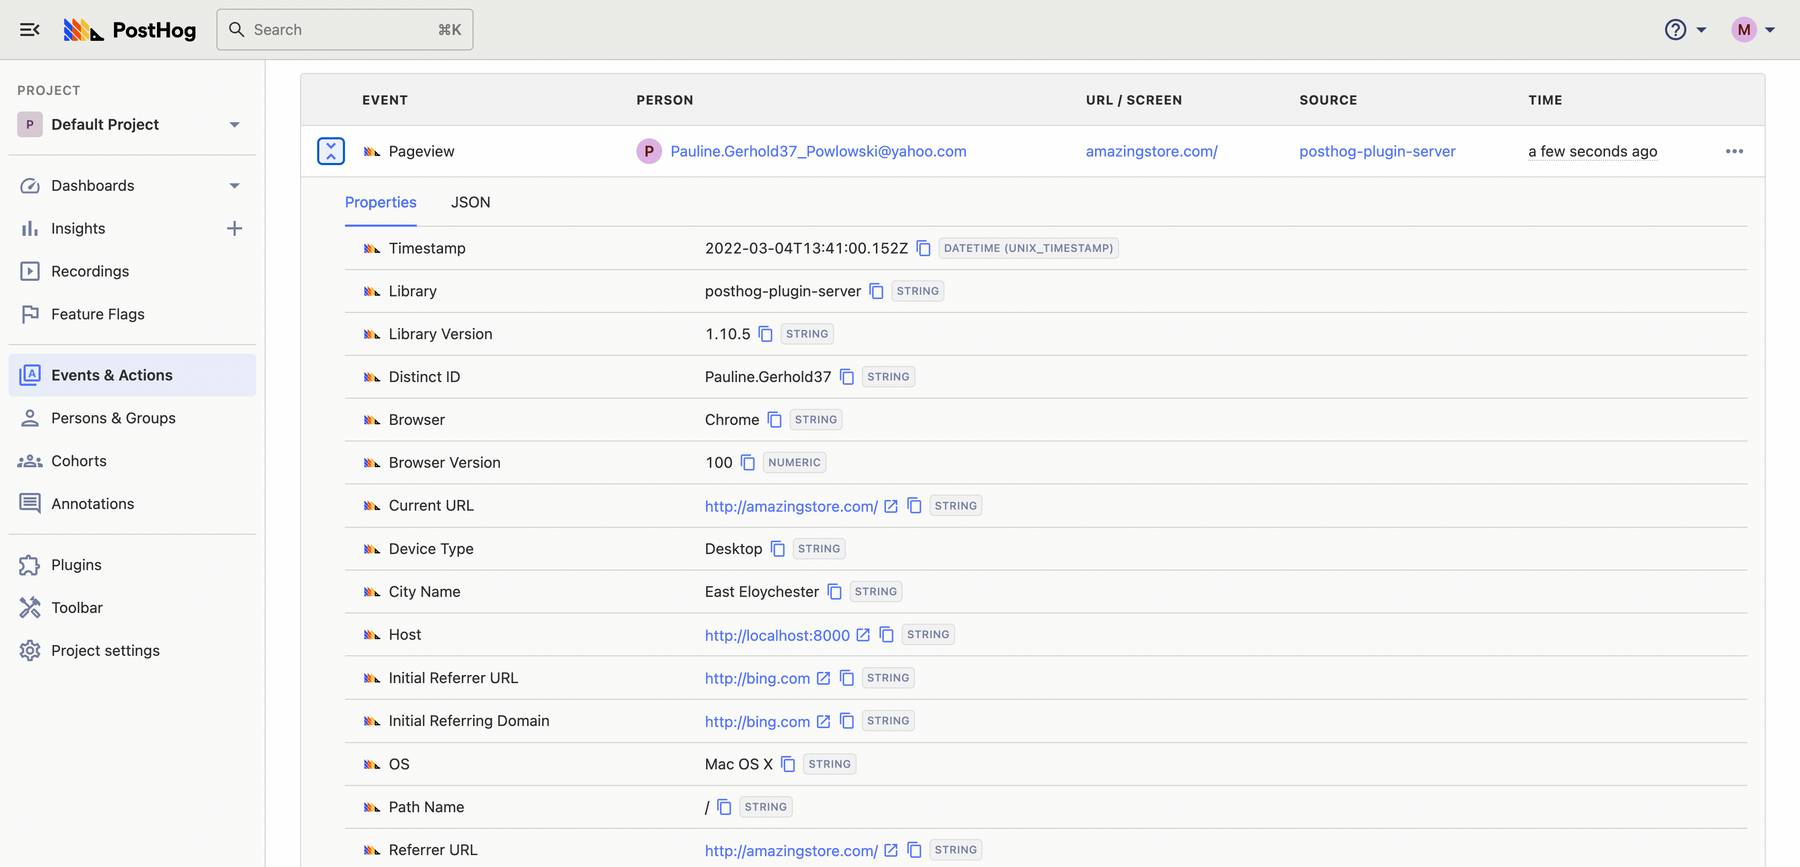 PostHog
Search ⌘K
M
PROJECT
P Default Project
Dashboards
Insights
Recordings
Feature Flags
Events & Actions
Persons & Groups
Cohorts
Annotations
Plugins
Toolbar
Project settings
EVENT PERSON URL / SCREEN SOURCE TIME
Pageview P Pauline.Gerhold37_Powlowski@yahoo.com amazingstore.com/ posthog-plugin-server a few seconds ago
Properties JSON
Timestamp 2022-03-04T13:41:00.152Z DATETIME (UNIX_TIMESTAMP)
Library posthog-plugin-server STRING
Library Version 1.10.5 STRING
Distinct ID Pauline.Gerhold37 STRING
Browser Chrome STRING
Browser Version 100 NUMERIC
Current URL http://amazingstore.com/ STRING
Device Type Desktop STRING
City Name East Eloychester STRING
Host http://localhost:8000 STRING
Initial Referrer URL http://bing.com STRING
Initial Referring Domain http://bing.com STRING
OS Mac OS X STRING
Path Name / STRING
Referrer URL http://amazingstore.com/ STRING